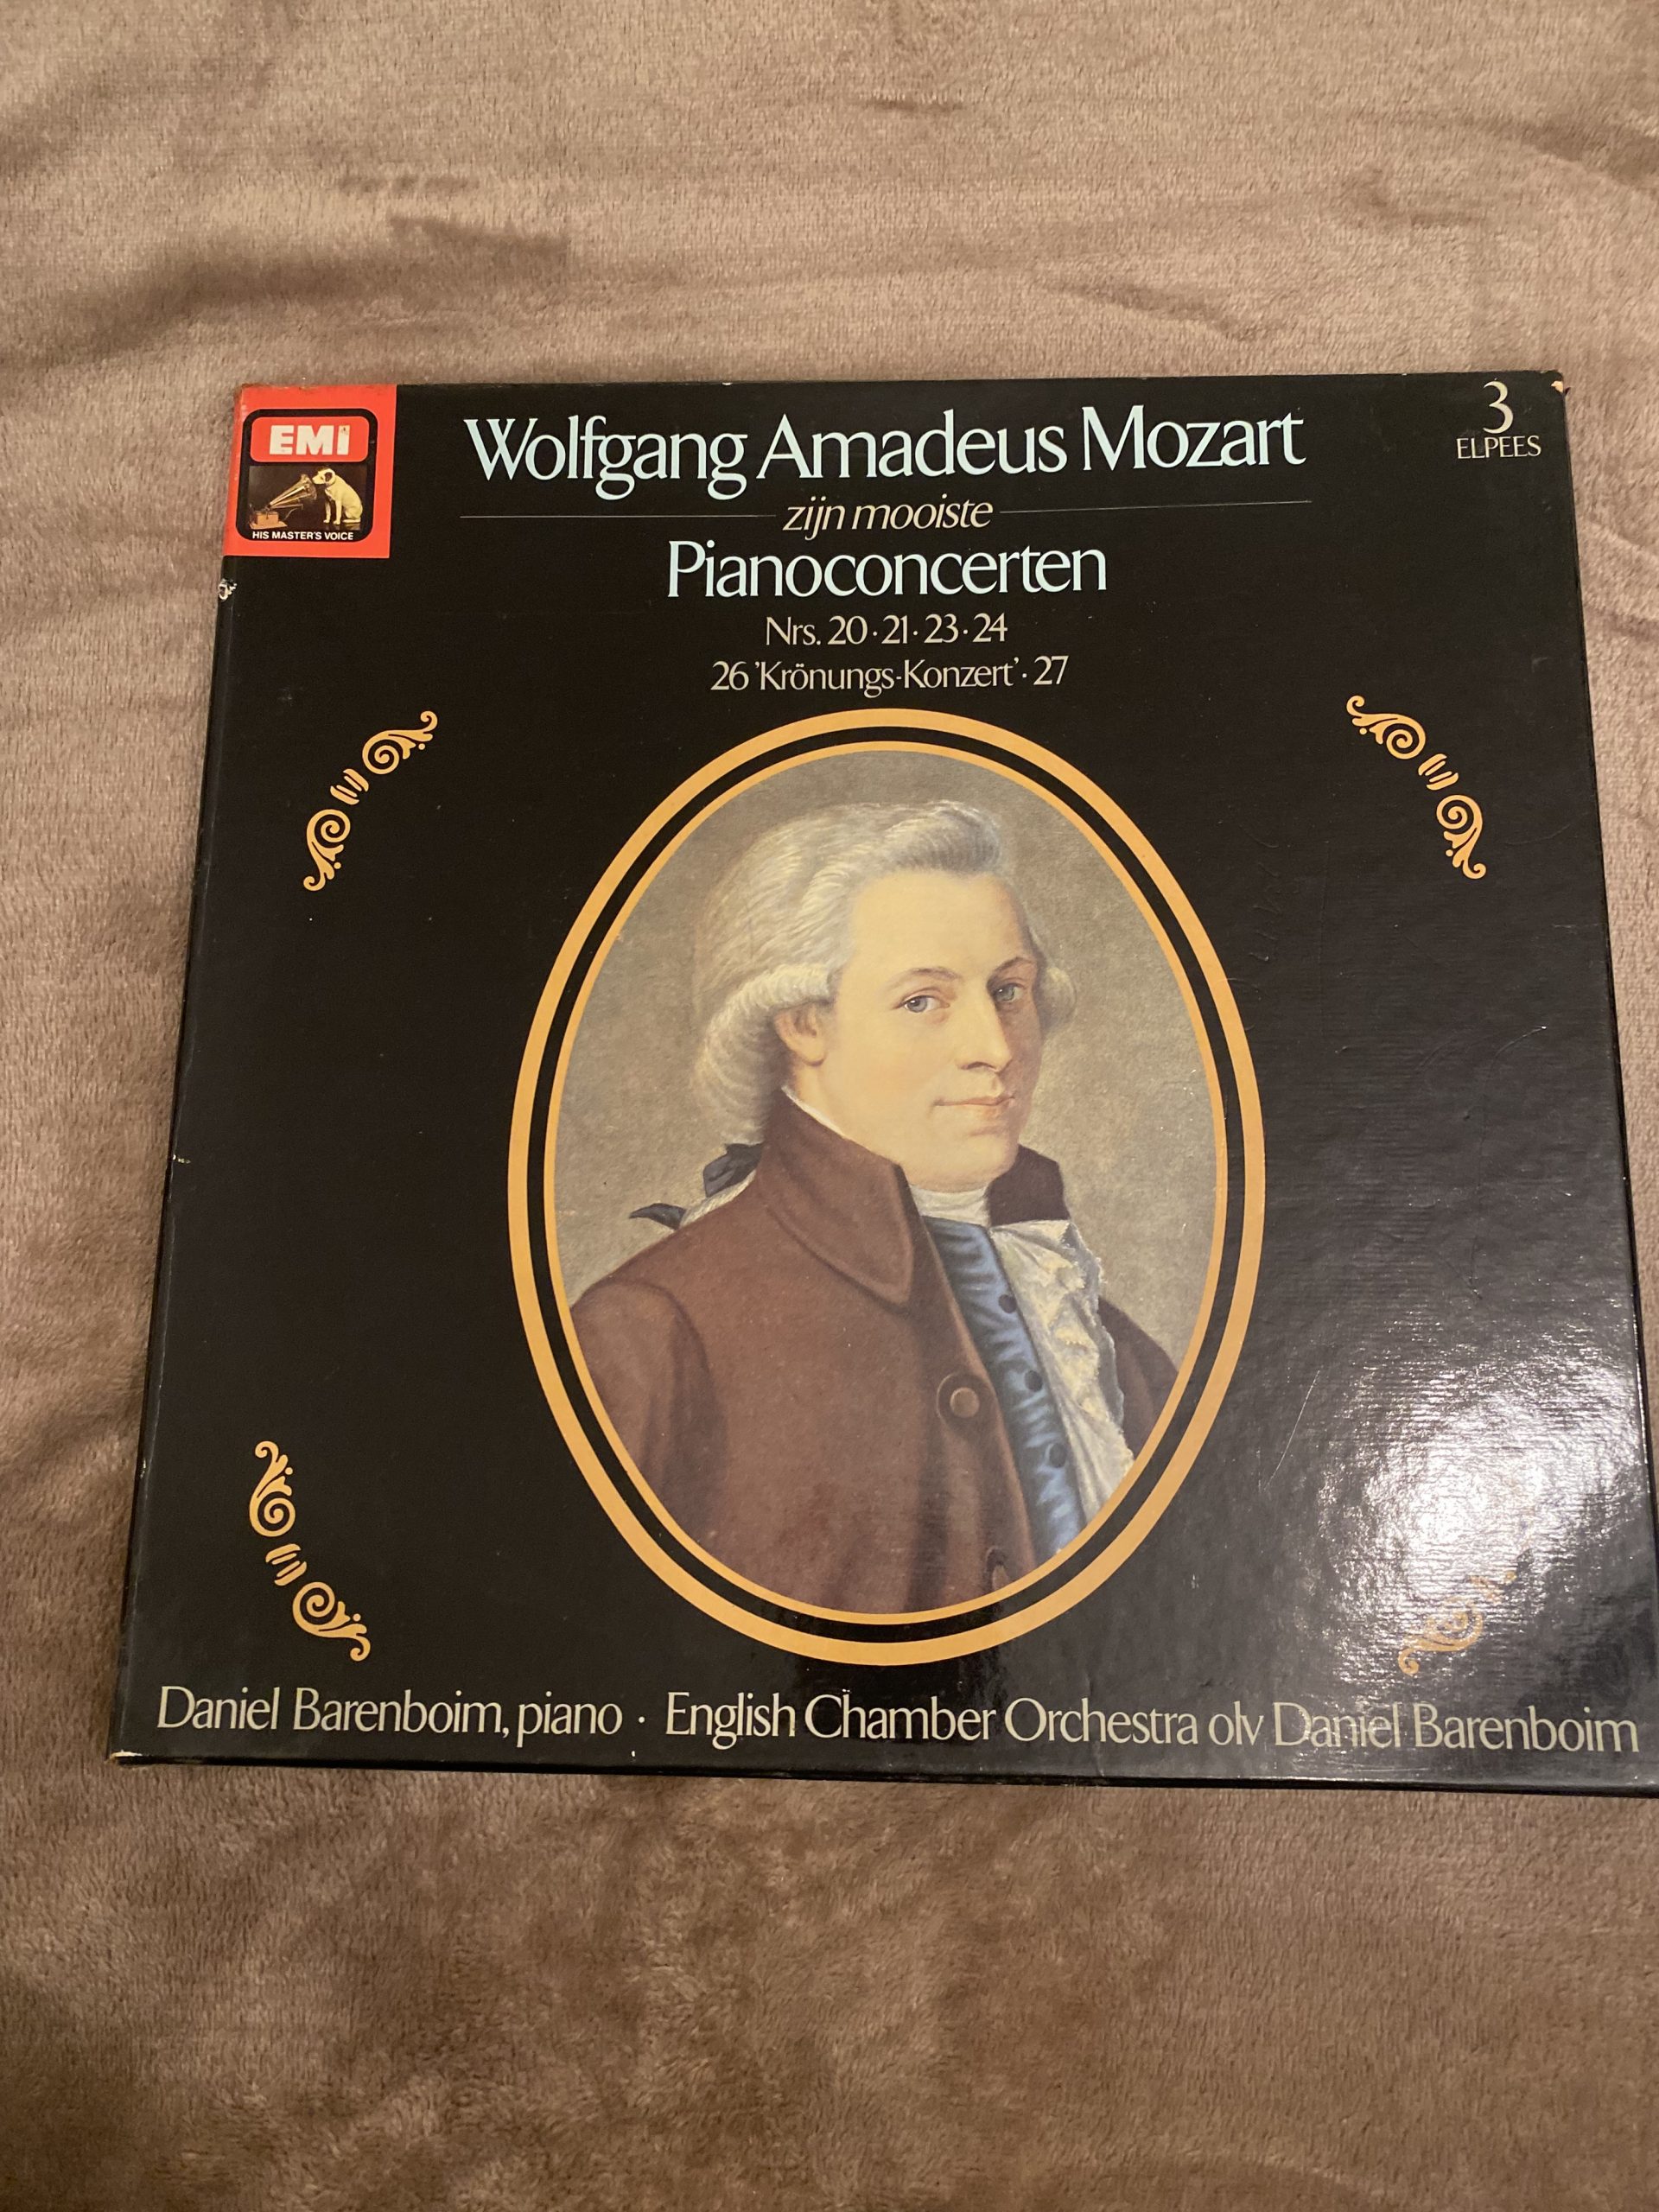 EMI
HIS MASTER'S VOICE
Wolfgang Amadeus Mozart
3
ELPEES
zijn mooiste
Pianoconcerten
Nrs. 20·21·23·24
26 'Krönungs-Konzert'·27
Daniel Barenboim, piano · English Chamber Orchestra olv Daniel Barenboim